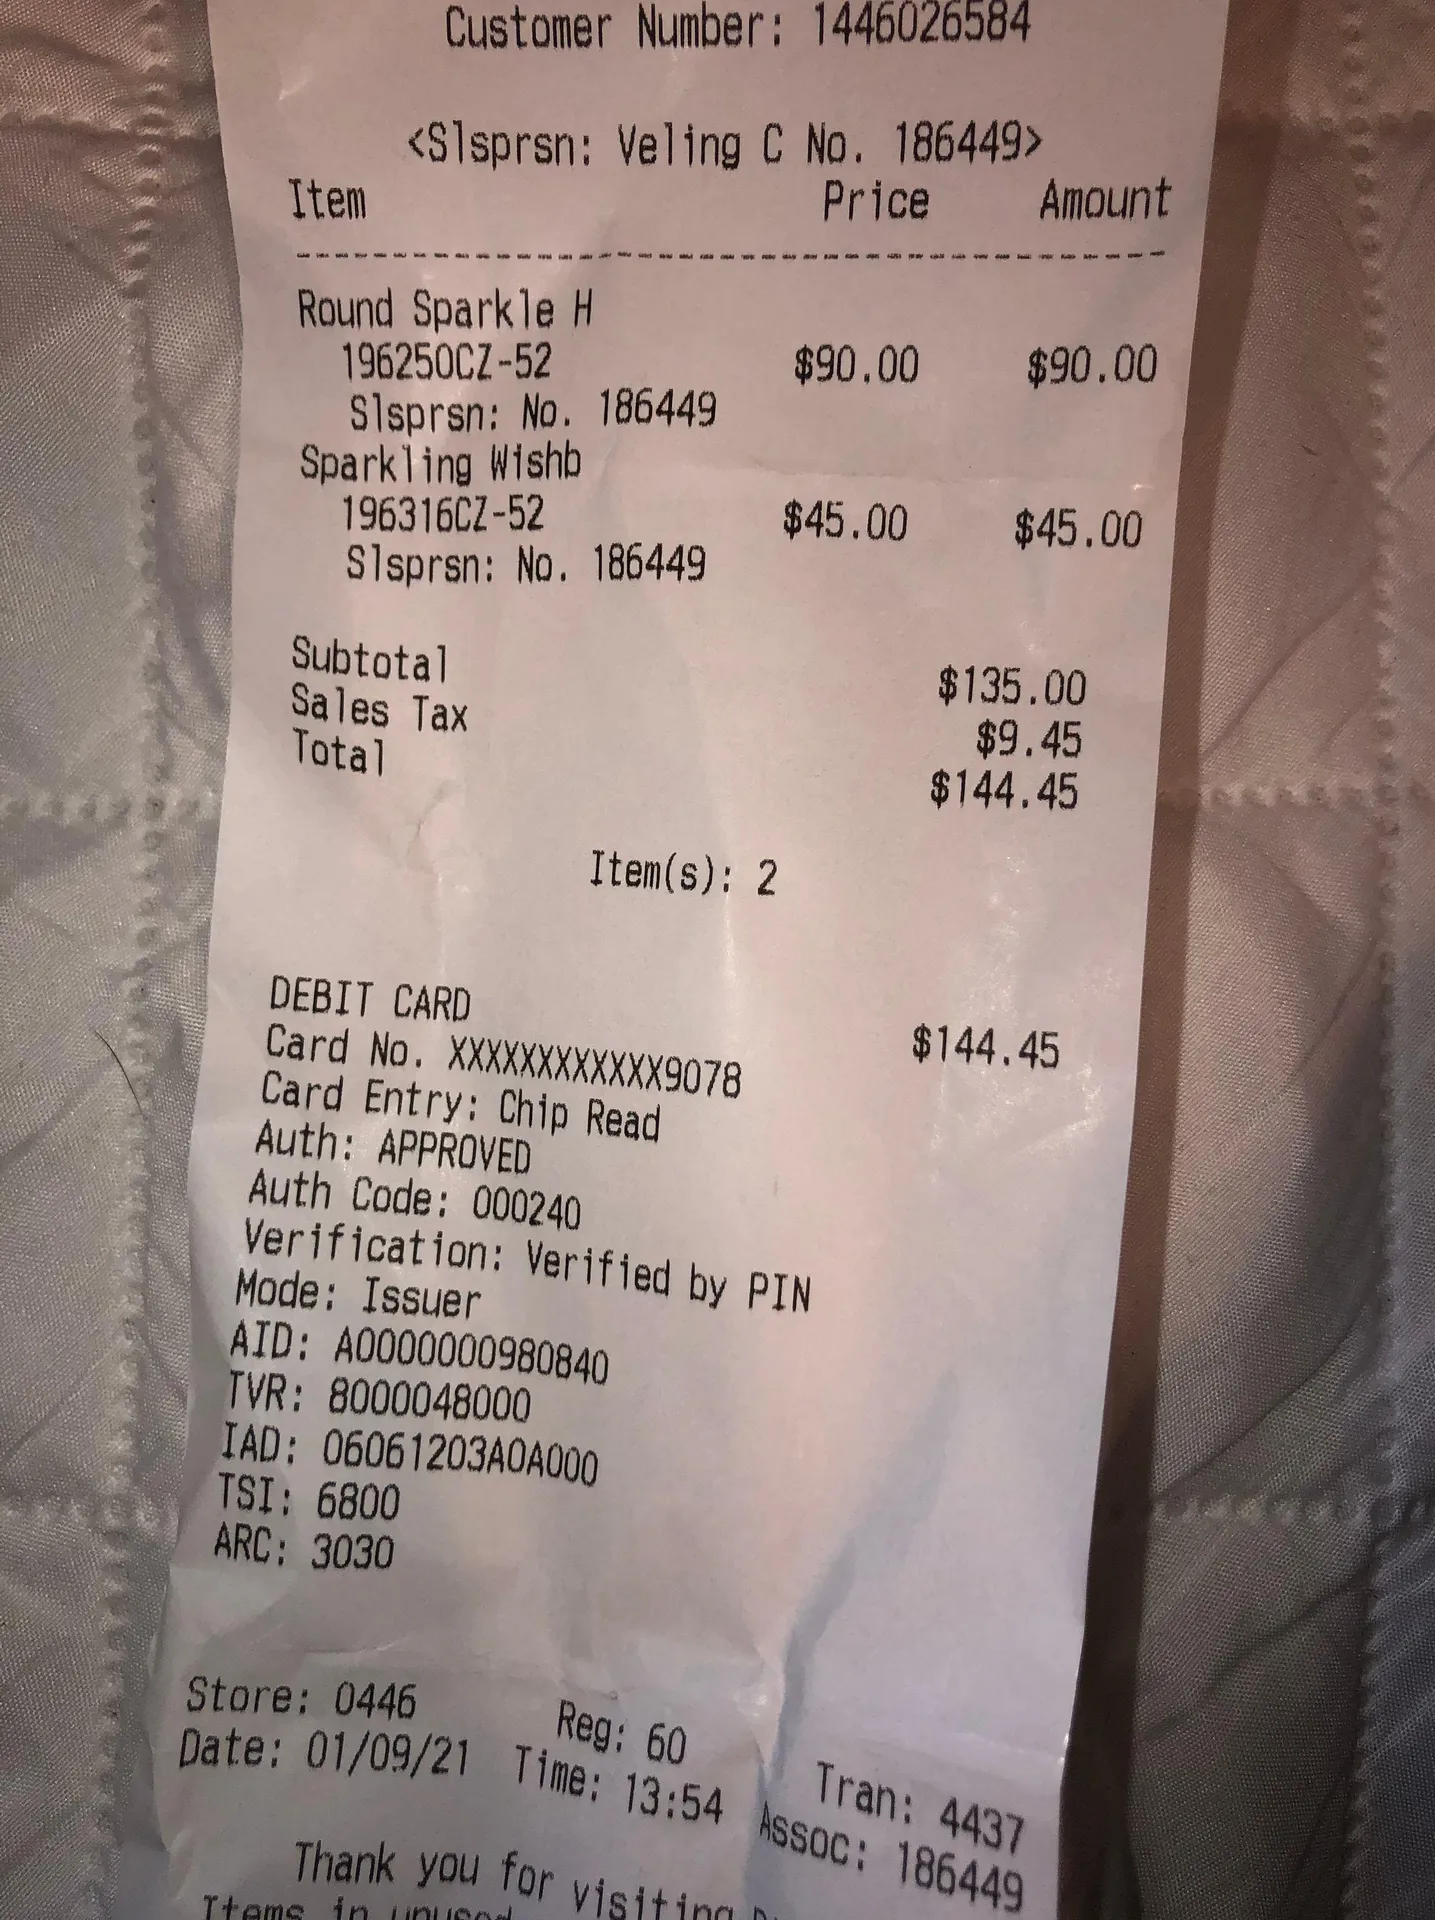 Customer Number: 1446026584
<Slsprsn: Veling C No. 186449>
Item Price Amount
--------------------------------------------------
Round Sparkle H
196250CZ-52 $90.00 $90.00
Slsprsn: No. 186449
Sparkling Wishb
196316CZ-52 $45.00 $45.00
Slsprsn: No. 186449
Subtotal $135.00
Sales Tax $9.45
Total $144.45
Item(s): 2
DEBIT CARD $144.45
Card No. XXXXXXXXXXXX9078
Card Entry: Chip Read
Auth: APPROVED
Auth Code: 000240
Verification: Verified by PIN
Mode: Issuer
AID: A0000000980840
TVR: 8000048000
IAD: 06061203A0A000
TSI: 6800
ARC: 3030
Store: 0446 Reg: 60 Tran: 4437
Date: 01/09/21 Time: 13:54 Assoc: 186449
Thank you for visiting
Items in unused